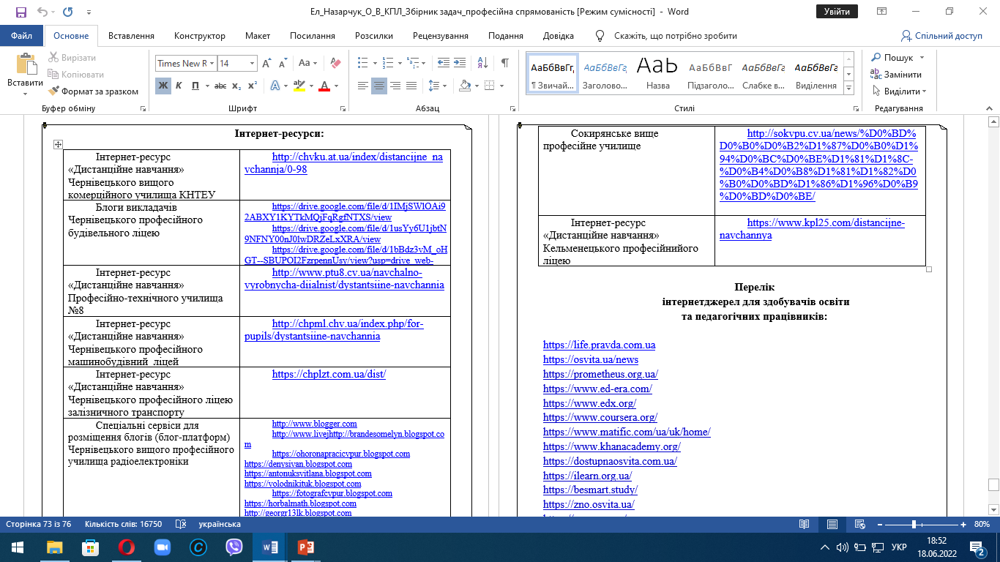 Ел_Назарчук_О_В_КПЛ_Збірник задач_професійна спрямованість [Режим сумісності] - Word
Увійти
Файл
Основне
Вставлення
Конструктор
Макет
Посилання
Розсилки
Рецензування
Подання
Довідка
Скажіть, що потрібно зробити
Спільний доступ
Вставити
Вирізати
Копіювати
Формат за зразком
Буфер обміну
Times New R
14
Шрифт
Абзац
АаБбВвГг,
¶ Звичай...
АаБбВвГг
Заголово...
АаЬ
Назва
АаБбВвГ
Підзаголо...
АаБбВвГг
Слабке в...
АаБбВвГг
Виділення
Стилі
Пошук
Замінити
Виділити
Редагування
Інтернет-ресурси:
Інтернет-ресурс
«Дистанційне навчання»
Чернівецького вищого
комерційного училища КНТЕУ
http://chvku.at.ua/index/distancijne_na
vchannja/0-98
Блоги викладачів
Чернівецького професійного
будівельного ліцею
https://drive.google.com/file/d/1IMjSWlOAi9
2ABXY1KYTkMQjFqRgfNTXS/view
https://drive.google.com/file/d/1usYy6U1jbtN
9NFNY00nJ0lwDRZeLxXRA/view
https://drive.google.com/file/d/1bBdz3vM_oH
GT--SBUPOI2FzrpennUsy/view?usp=drive_web-
Інтернет-ресурс
«Дистанційне навчання»
Професійно-технічного училища
№8
http://www.ptu8.cv.ua/navchalno-
vyrobnycha-diialnist/dystantsiine-navchannia
Інтернет-ресурс
«Дистанційне навчання»
Чернівецького професійного
машинобудівний ліцей
http://chpml.chv.ua/index.php/for-
pupils/dystantsiine-navchannia
Інтернет-ресурс
«Дистанційне навчання»
Чернівецького професійного ліцею
залізничного транспорту
https://chplzt.com.ua/dist/
Спеціальні сервіси для
розміщення блогів (блог-платформ)
Чернівецького вищого професійного
училища радіоелектроніки
http://www.blogger.com
http://www.livejhttp://brandesomelyn.blogspot.co
m
https://ohoronapracicvpur.blogspot.com
https://denysivan.blogspot.com
https://antonuksvitlana.blogspot.com
https://volodnikituk.blogspot.com
https://fotografcvpur.blogspot.com
https://horbalmath.blogspot.com
http://georgr13lk.blogspot.com
Сокирянське вище
професійне училище
http://sokvpu.cv.ua/news/%D0%BD%
D0%B0%D0%B2%D1%87%D0%B0%D1%
94%D0%BC%D0%BE%D1%81%D1%8C-
%D0%B4%D0%B8%D1%81%D1%82%D0
%B0%D0%BD%D1%86%D1%96%D0%B9
%D0%BD%D0%BE/
Інтернет-ресурс
«Дистанційне навчання»
Кельменецького професійнийого
ліцею
https://www.kpl25.com/distancijne-
navchannya
Перелік
інтернетджерел для здобувачів освіти
та педагогічних працівників:
https://life.pravda.com.ua
https://osvita.ua/news
https://prometheus.org.ua/
https://www.ed-era.com/
https://www.edx.org/
https://www.coursera.org/
https://www.matific.com/ua/uk/home/
https://www.khanacademy.org/
https://dostupnaosvita.com.ua/
https://ilearn.org.ua/
https://besmart.study/
https://zno.osvita.ua/
Сторінка 73 із 76
Кількість слів: 16750
українська
80%
УКР
18:52
18.06.2022
2